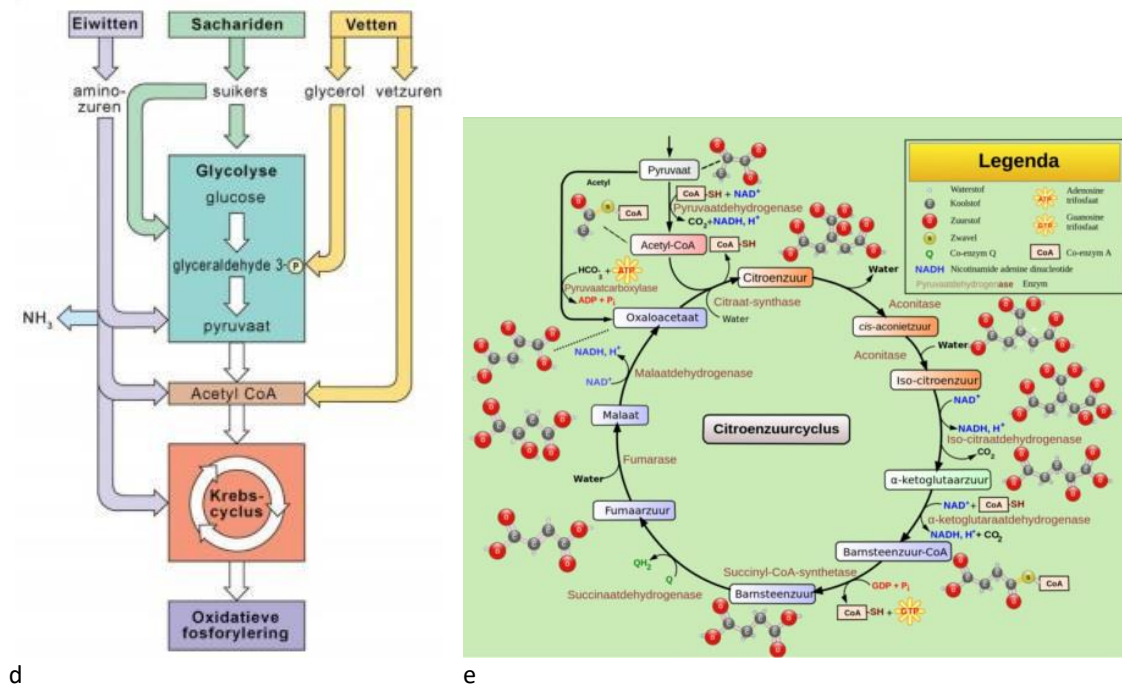 Eiwitten
Sachariden
Vetten
amino-
zuren
suikers
glycerol
vetzuren
Glycolyse
glucose
glyceraldehyde 3-P
NH3
pyruvaat
Acetyl CoA
Krebs-
cyclus
Oxidatieve
fosforylering
d
Pyruvaat
Acetyl
S CoA
CoA-SH + NAD+
Pyruvaatdehydrogenase
CO2+NADH, H+
Acetyl-CoA
CoA-SH
HCO3- + ATP
Pyruvaatcarboxylase
ADP + Pi
Citroenzuur
Citraat-synthase
Water
Oxaloacetaat
Water
Aconitase
cis-aconietzuur
Aconitase
Water
Iso-citroenzuur
NAD+
NADH, H+
Iso-citraatdehydrogenase
CO2
α-ketoglutaarzuur
NAD+ + CoA-SH
α-ketoglutaraatdehydrogenase
NADH, H+ + CO2
Barnsteenzuur-CoA
S CoA
Succinyl-CoA-synthetase
GDP + Pi
CoA-SH + GTP
Barnsteenzuur
Succinaatdehydrogenase
Q
QH2
Fumaarzuur
Water
Fumarase
Malaat
NAD+
Malaatdehydrogenase
NADH, H+
Citroenzuurcyclus
Legenda
Waterstof
Koolstof
Zuurstof
S Zwavel
Q Co-enzym Q
NADH Nicotinamide adenine dinucleotide
Pyruvaatdehydrogenase Enzym
ATP Adenosine
trifosfaat
GTP Guanosine
trifosfaat
CoA Co-enzym A
e